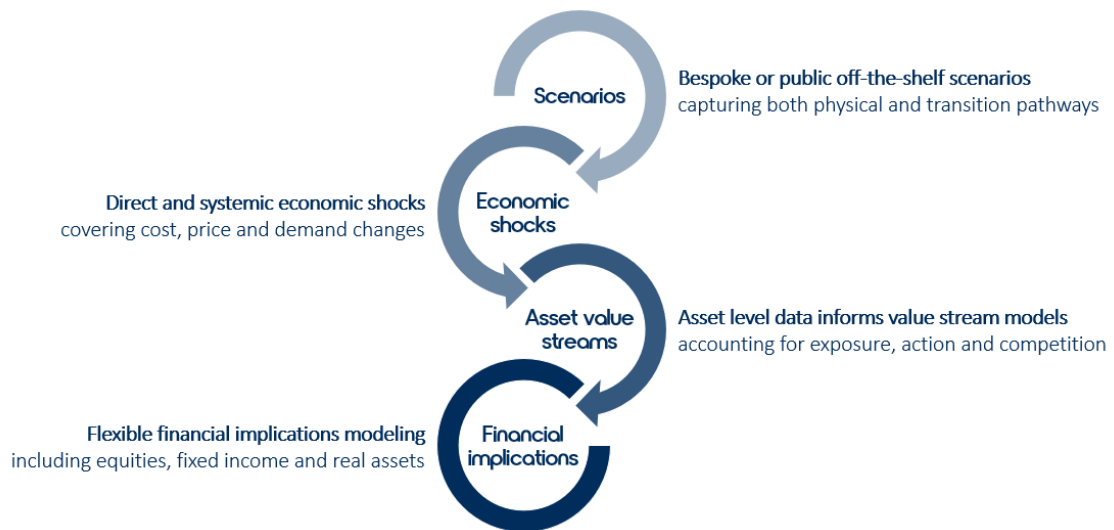 Scenarios
Bespoke or public off-the-shelf scenarios
capturing both physical and transition pathways
Direct and systemic economic shocks
covering cost, price and demand changes
Economic
shocks
Asset value
streams
Asset level data informs value stream models
accounting for exposure, action and competition
Flexible financial implications modeling
including equities, fixed income and real assets
Financial
implications